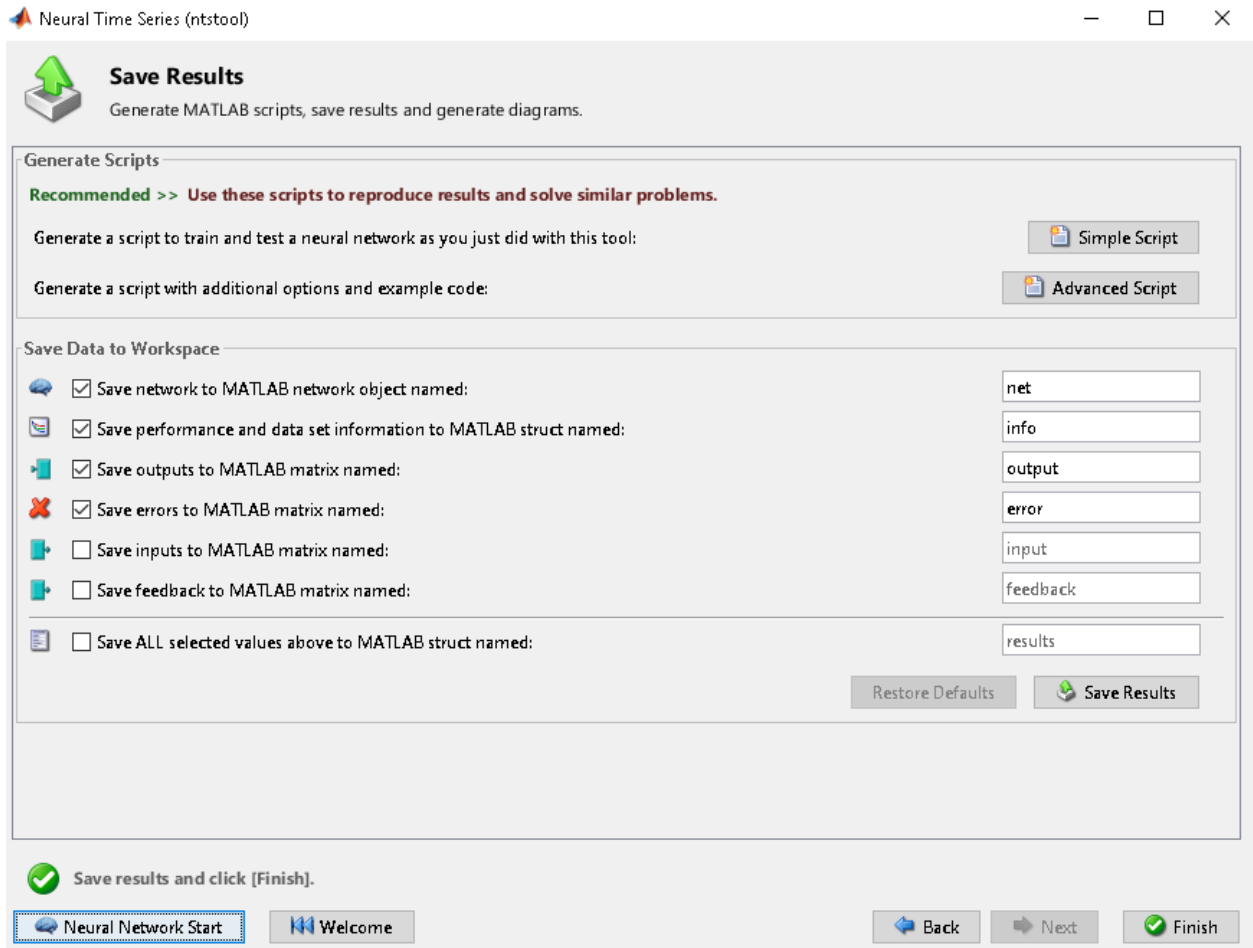 Neural Time Series (ntstool)
Save Results
Generate MATLAB scripts, save results and generate diagrams.
Generate Scripts
Recommended >> Use these scripts to reproduce results and solve similar problems.
Generate a script to train and test a neural network as you just did with this tool: Simple Script
Generate a script with additional options and example code: Advanced Script
Save Data to Workspace
Save network to MATLAB network object named: net
Save performance and data set information to MATLAB struct named: info
Save outputs to MATLAB matrix named: output
Save errors to MATLAB matrix named: error
Save inputs to MATLAB matrix named: input
Save feedback to MATLAB matrix named: feedback
Save ALL selected values above to MATLAB struct named: results
Restore Defaults Save Results
Save results and click [Finish].
Neural Network Start Welcome Back Next Finish